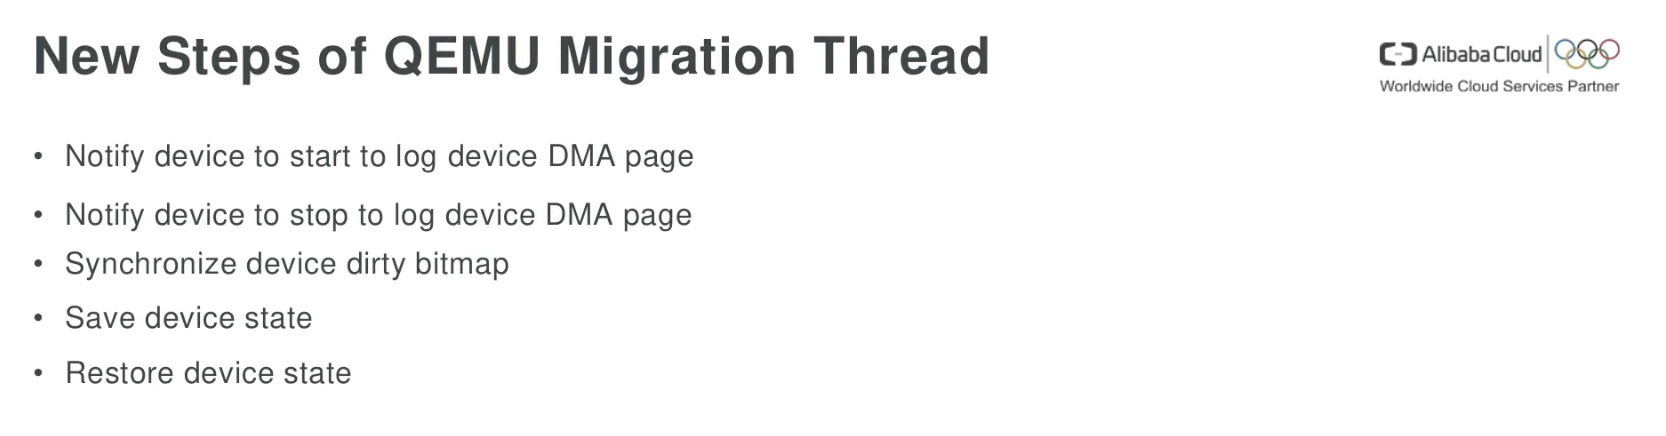 New Steps of QEMU Migration Thread
Alibaba Cloud
Worldwide Cloud Services Partner
• Notify device to start to log device DMA page
• Notify device to stop to log device DMA page
• Synchronize device dirty bitmap
• Save device state
• Restore device state